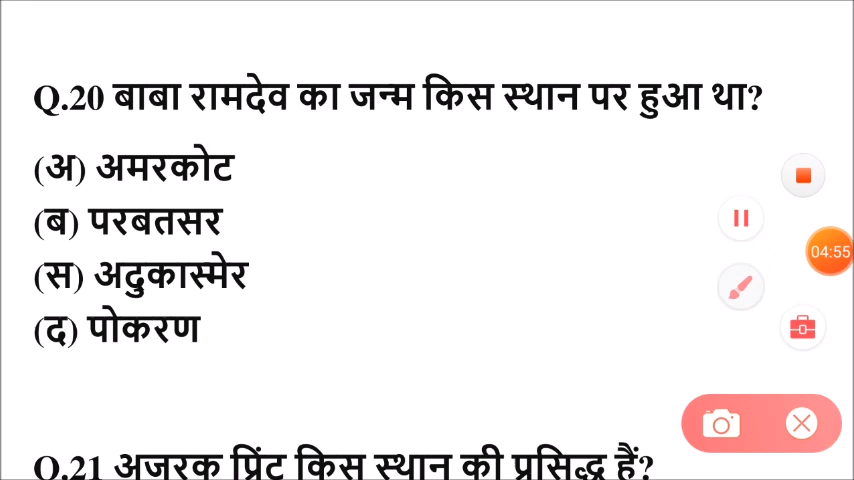 Q.20 बाबा रामदेव का जन्म किस स्थान पर हुआ था?
(अ) अमरकोट
(ब) परबतसर
(स) अदुकास्मेर
(द) पोकरण
04:55
Q.21 अजरक प्रिंट किस स्थान की प्रसिद्ध हैं?